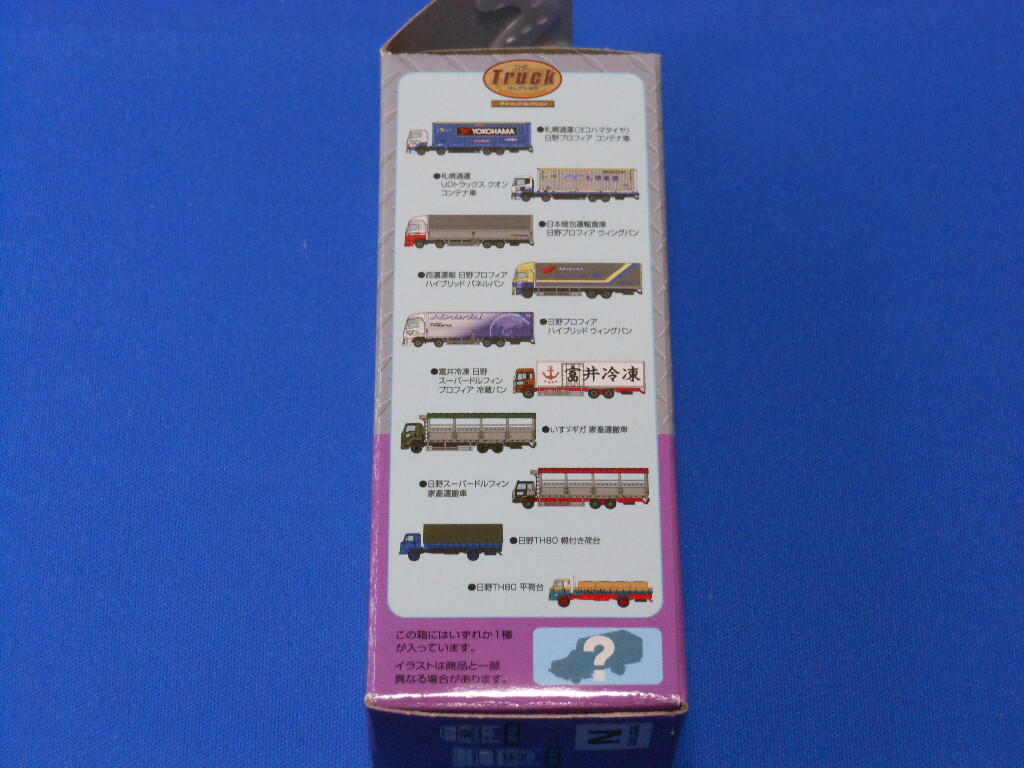 THE
Truck
コレクション
ザ・トラックコレクション
YOKOHAMA
●札幌通運(ヨコハマタイヤ)
日野プロフィア コンテナ車
●札幌通運
UDトラックス クオン
コンテナ車
札幌通運
●日本梱包運輸倉庫
日野プロフィア ウィングバン
●西濃運輸 日野プロフィア
ハイブリッド パネルバン
●日野プロフィア
ハイブリッド ウィングバン
●富井冷凍 日野
スーパードルフィン
プロフィア 冷蔵バン
富井冷凍
●いすゞギガ 家畜運搬車
●日野スーパードルフィン
家畜運搬車
●日野TH80 幌付き荷台
●日野TH80 平荷台
この箱にはいずれか1種
が入っています。
イラストは商品と一部
異なる場合があります。
?
N